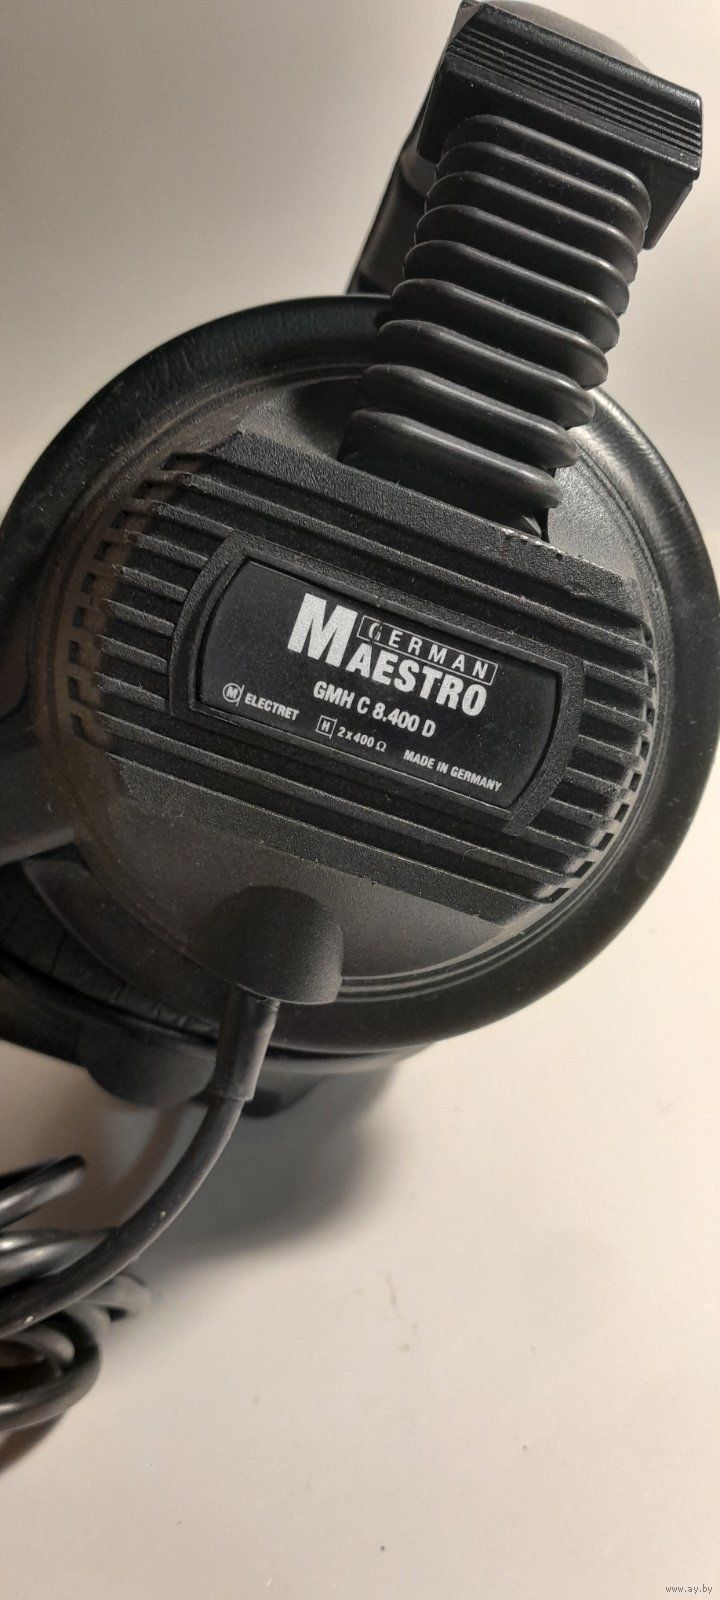 GERMAN
MAESTRO
GMH C 8.400 D
M ELECTRET H 2 x 400 Ω MADE IN GERMANY
www.ay.by